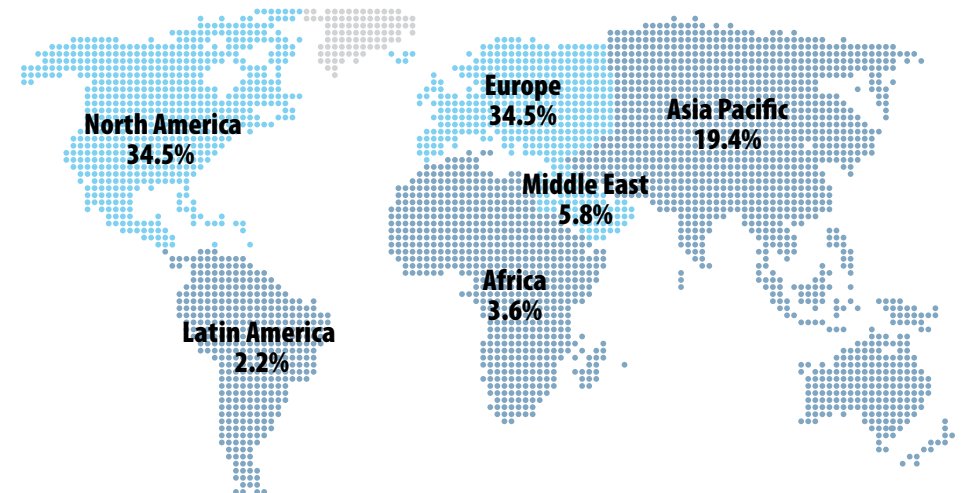 North America
34.5%
Europe
34.5%
Asia Pacific
19.4%
Middle East
5.8%
Africa
3.6%
Latin America
2.2%